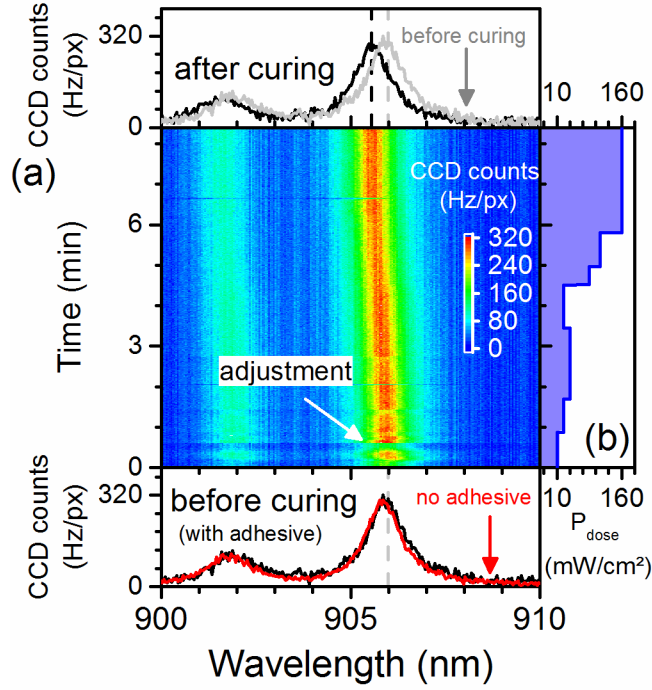 320
0
CCD counts
(Hz/px)
after curing
before curing
10
160
(a)
6
3
0
Time (min)
CCD counts
(Hz/px)
320
240
160
80
0
adjustment
(b)
320
0
CCD counts
(Hz/px)
before curing
(with adhesive)
no adhesive
10
160
P_dose
(mW/cm²)
900
905
910
Wavelength (nm)